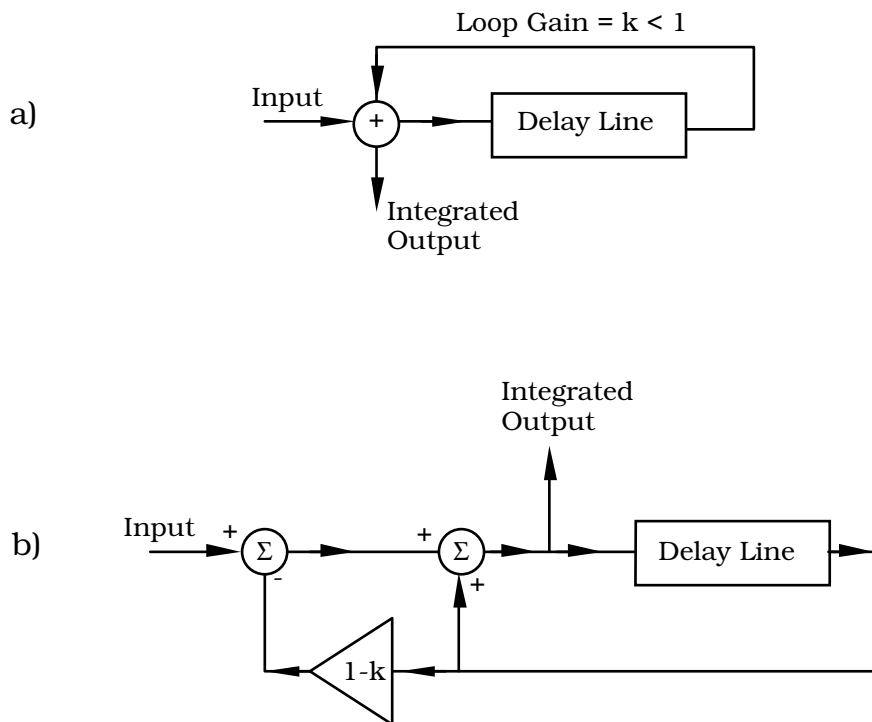 Loop Gain = k < 1
a)
Input
+
Delay Line
Integrated
Output
Integrated
Output
b)
Input
+
Σ
-
+
Σ
+
Delay Line
1-k